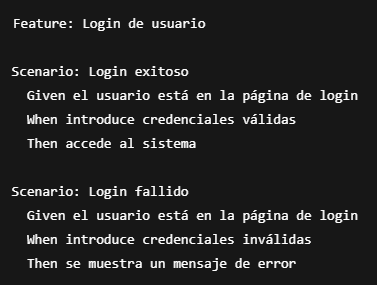 Feature: Login de usuario
Scenario: Login exitoso
Given el usuario está en la página de login
When introduce credenciales válidas
Then accede al sistema
Scenario: Login fallido
Given el usuario está en la página de login
When introduce credenciales inválidas
Then se muestra un mensaje de error